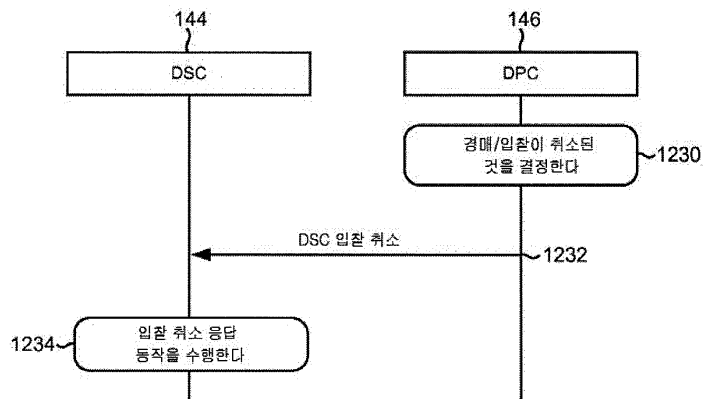 144
146
DSC
DPC
경매/입찰이 취소된
것을 결정한다
1230
DSC 입찰 취소
1232
입찰 취소 응답
동작을 수행한다
1234